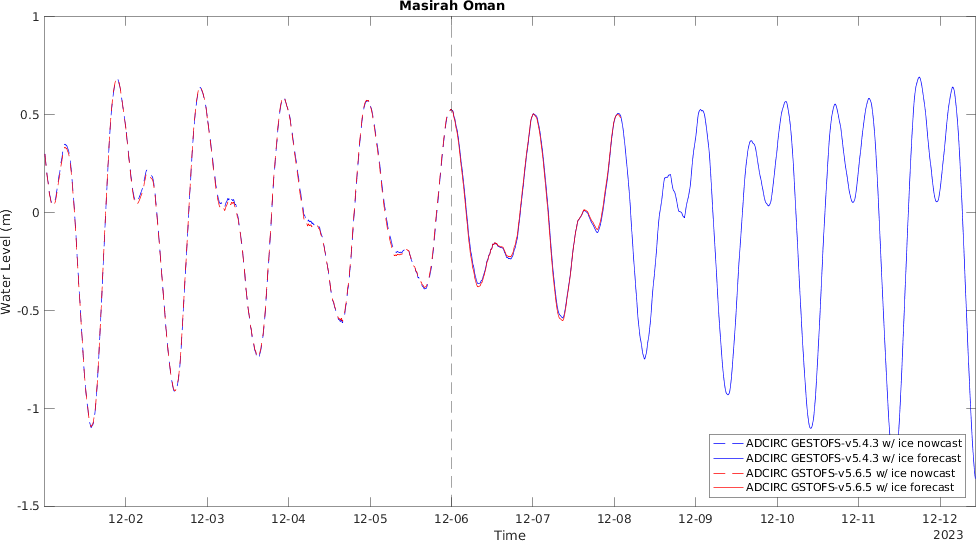 Masirah Oman
1
0.5
0
-0.5
-1
-1.5
Water Level (m)
ADCIRC GESTOFS-v5.4.3 w/ ice nowcast
ADCIRC GESTOFS-v5.4.3 w/ ice forecast
ADCIRC GSTOFS-v5.6.5 w/ ice nowcast
ADCIRC GSTOFS-v5.6.5 w/ ice forecast
12-02 12-03 12-04 12-05 12-06 12-07 12-08 12-09 12-10 12-11 12-12
Time
2023